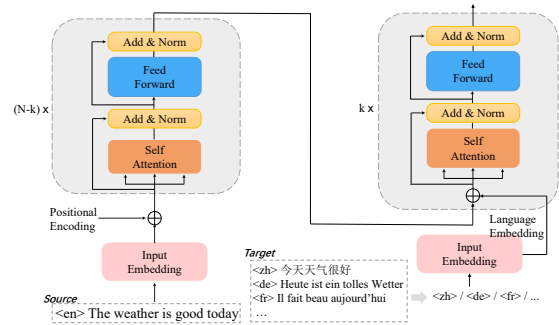 Add & Norm
Feed
Forward
(N-k) x
Add & Norm
Self
Attention
Positional
Encoding
Input
Embedding
Source
<en> The weather is good today
Add & Norm
Feed
Forward
k x
Add & Norm
Self
Attention
Language
Embedding
Input
Embedding
Target
<zh> 今天天气很好
<de> Heute ist ein tolles Wetter
<fr> Il fait beau aujourd'hui
...
<zh> / <de> / <fr> / ...